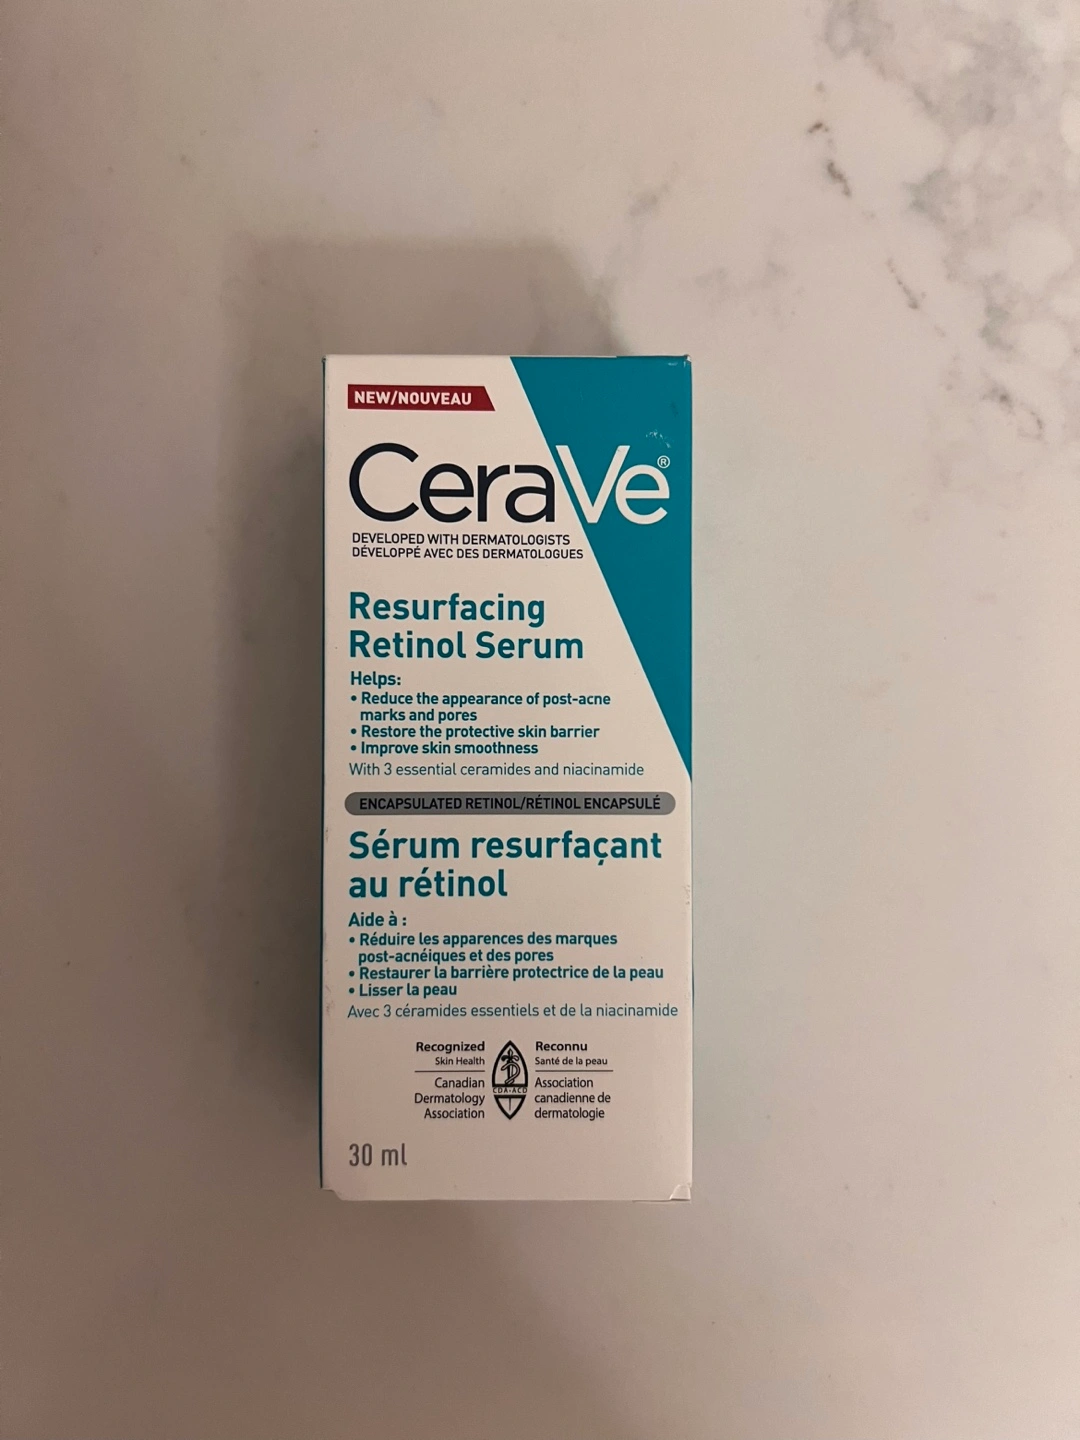 NEW/NOUVEAU
CeraVe®
DEVELOPED WITH DERMATOLOGISTS
DÉVELOPPÉ AVEC DES DERMATOLOGUES
Resurfacing
Retinol Serum
Helps:
• Reduce the appearance of post-acne
marks and pores
• Restore the protective skin barrier
• Improve skin smoothness
With 3 essential ceramides and niacinamide
ENCAPSULATED RETINOL/RÉTINOL ENCAPSULÉ
Sérum resurfaçant
au rétinol
Aide à :
• Réduire les apparences des marques
post-acnéiques et des pores
• Restaurer la barrière protectrice de la peau
• Lisser la peau
Avec 3 céramides essentiels et de la niacinamide
Recognized
Skin Health
Canadian
Dermatology
Association
CDA-ACD
Reconnu
Santé de la peau
Association
canadienne de
dermatologie
30 ml